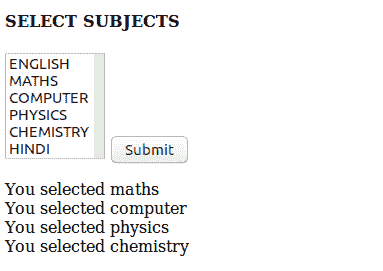 SELECT SUBJECTS
ENGLISH
MATHS
COMPUTER
PHYSICS
CHEMISTRY
HINDI
Submit
You selected maths
You selected computer
You selected physics
You selected chemistry